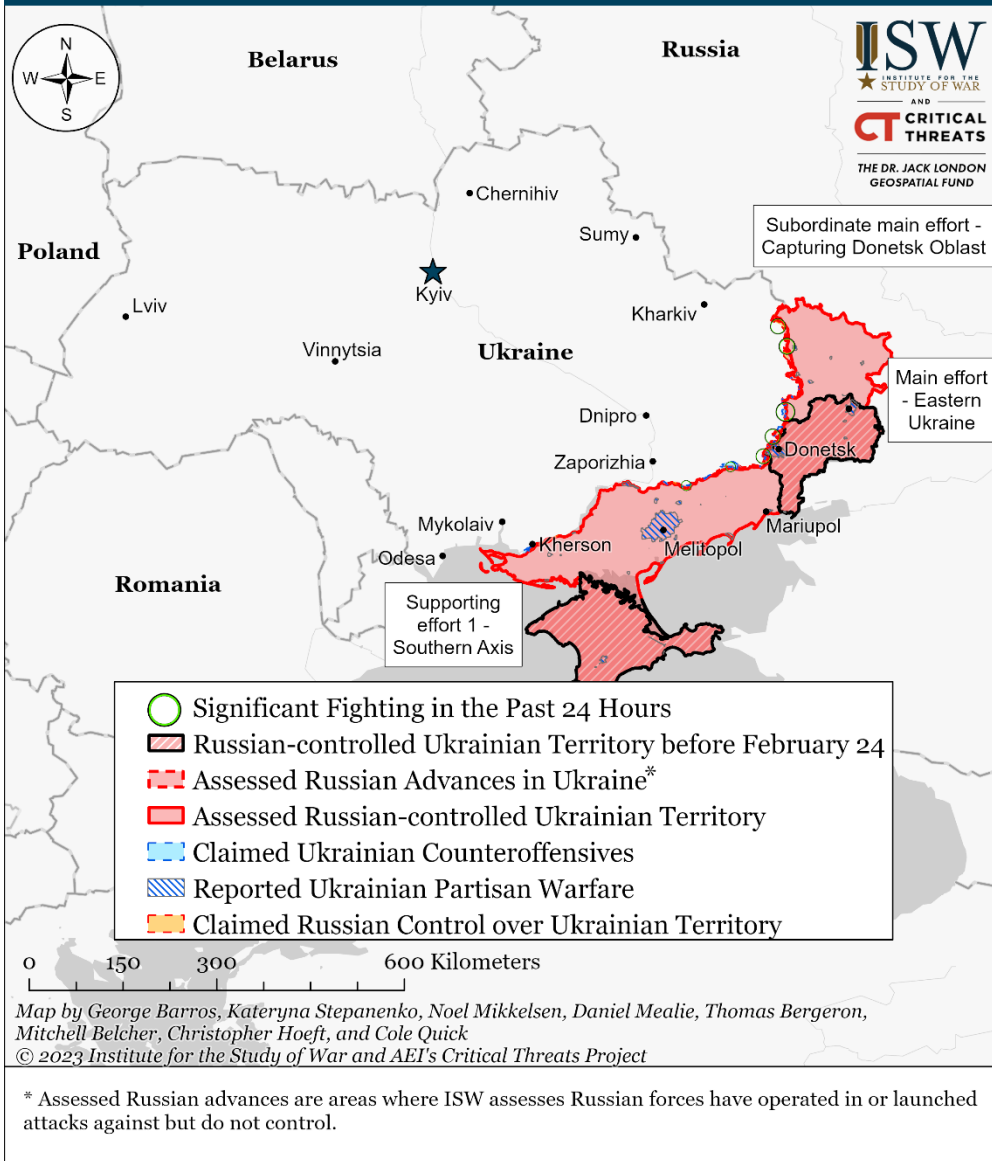 N
W
E
S
Belarus
Russia
ISW
INSTITUTE FOR THE
STUDY OF WAR
AND
CT CRITICAL
THREATS
THE DR. JACK LONDON
GEOSPATIAL FUND
Chernihiv
Subordinate main effort -
Capturing Donetsk Oblast
Sumy
Poland
Kyiv
Lviv
Kharkiv
Vinnytsia
Ukraine
Main effort
- Eastern
Ukraine
Dnipro
Donetsk
Zaporizhia
Mariupol
Mykolaiv
Kherson
Melitopol
Odesa
Romania
Supporting
effort 1 -
Southern Axis
Significant Fighting in the Past 24 Hours
Russian-controlled Ukrainian Territory before February 24
Assessed Russian Advances in Ukraine*
Assessed Russian-controlled Ukrainian Territory
Claimed Ukrainian Counteroffensives
Reported Ukrainian Partisan Warfare
Claimed Russian Control over Ukrainian Territory
0 150 300 600 Kilometers
Map by George Barros, Kateryna Stepanenko, Noel Mikkelsen, Daniel Mealie, Thomas Bergeron,
Mitchell Belcher, Christopher Hoeft, and Cole Quick
© 2023 Institute for the Study of War and AEI's Critical Threats Project
* Assessed Russian advances are areas where ISW assesses Russian forces have operated in or launched
attacks against but do not control.